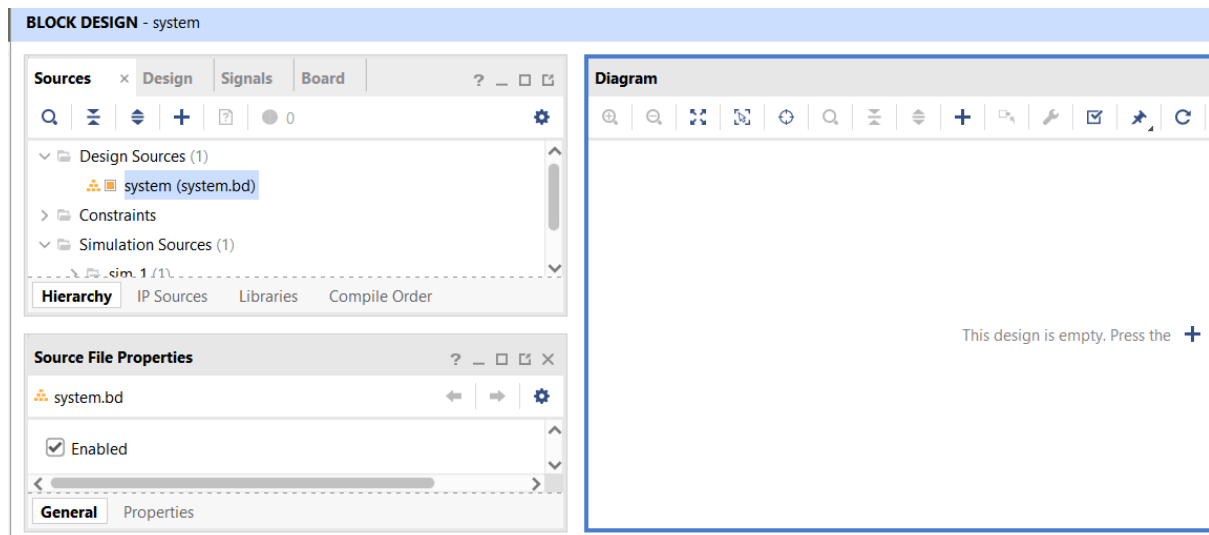 BLOCK DESIGN - system
Sources × Design Signals Board ?
0
Design Sources (1)
system (system.bd)
Constraints
Simulation Sources (1)
sim_1 (1)
Hierarchy IP Sources Libraries Compile Order
Source File Properties ?
system.bd
Enabled
General Properties
Diagram
This design is empty. Press the +